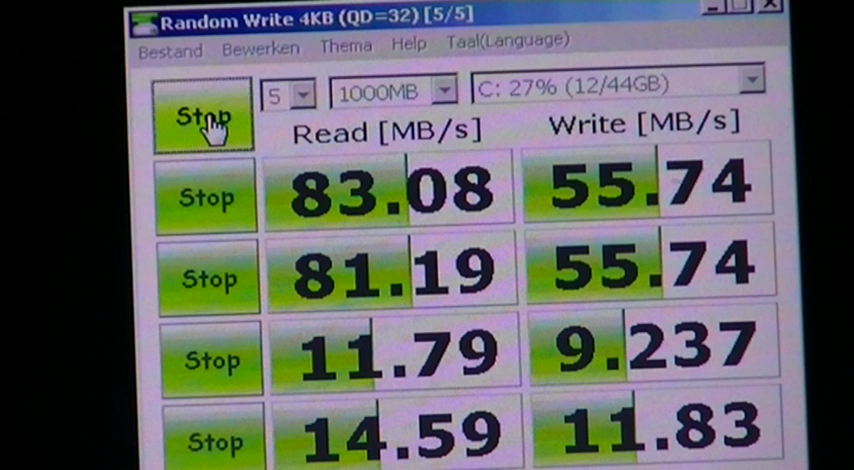 Random Write 4KB (QD=32) [5/5]
Bestand Bewerken Thema Help Taal(Language)
Stop 5 1000MB C: 27% (12/44GB)
Read [MB/s] Write [MB/s]
Stop 83.08 55.74
Stop 81.19 55.74
Stop 11.79 9.237
Stop 14.59 11.83